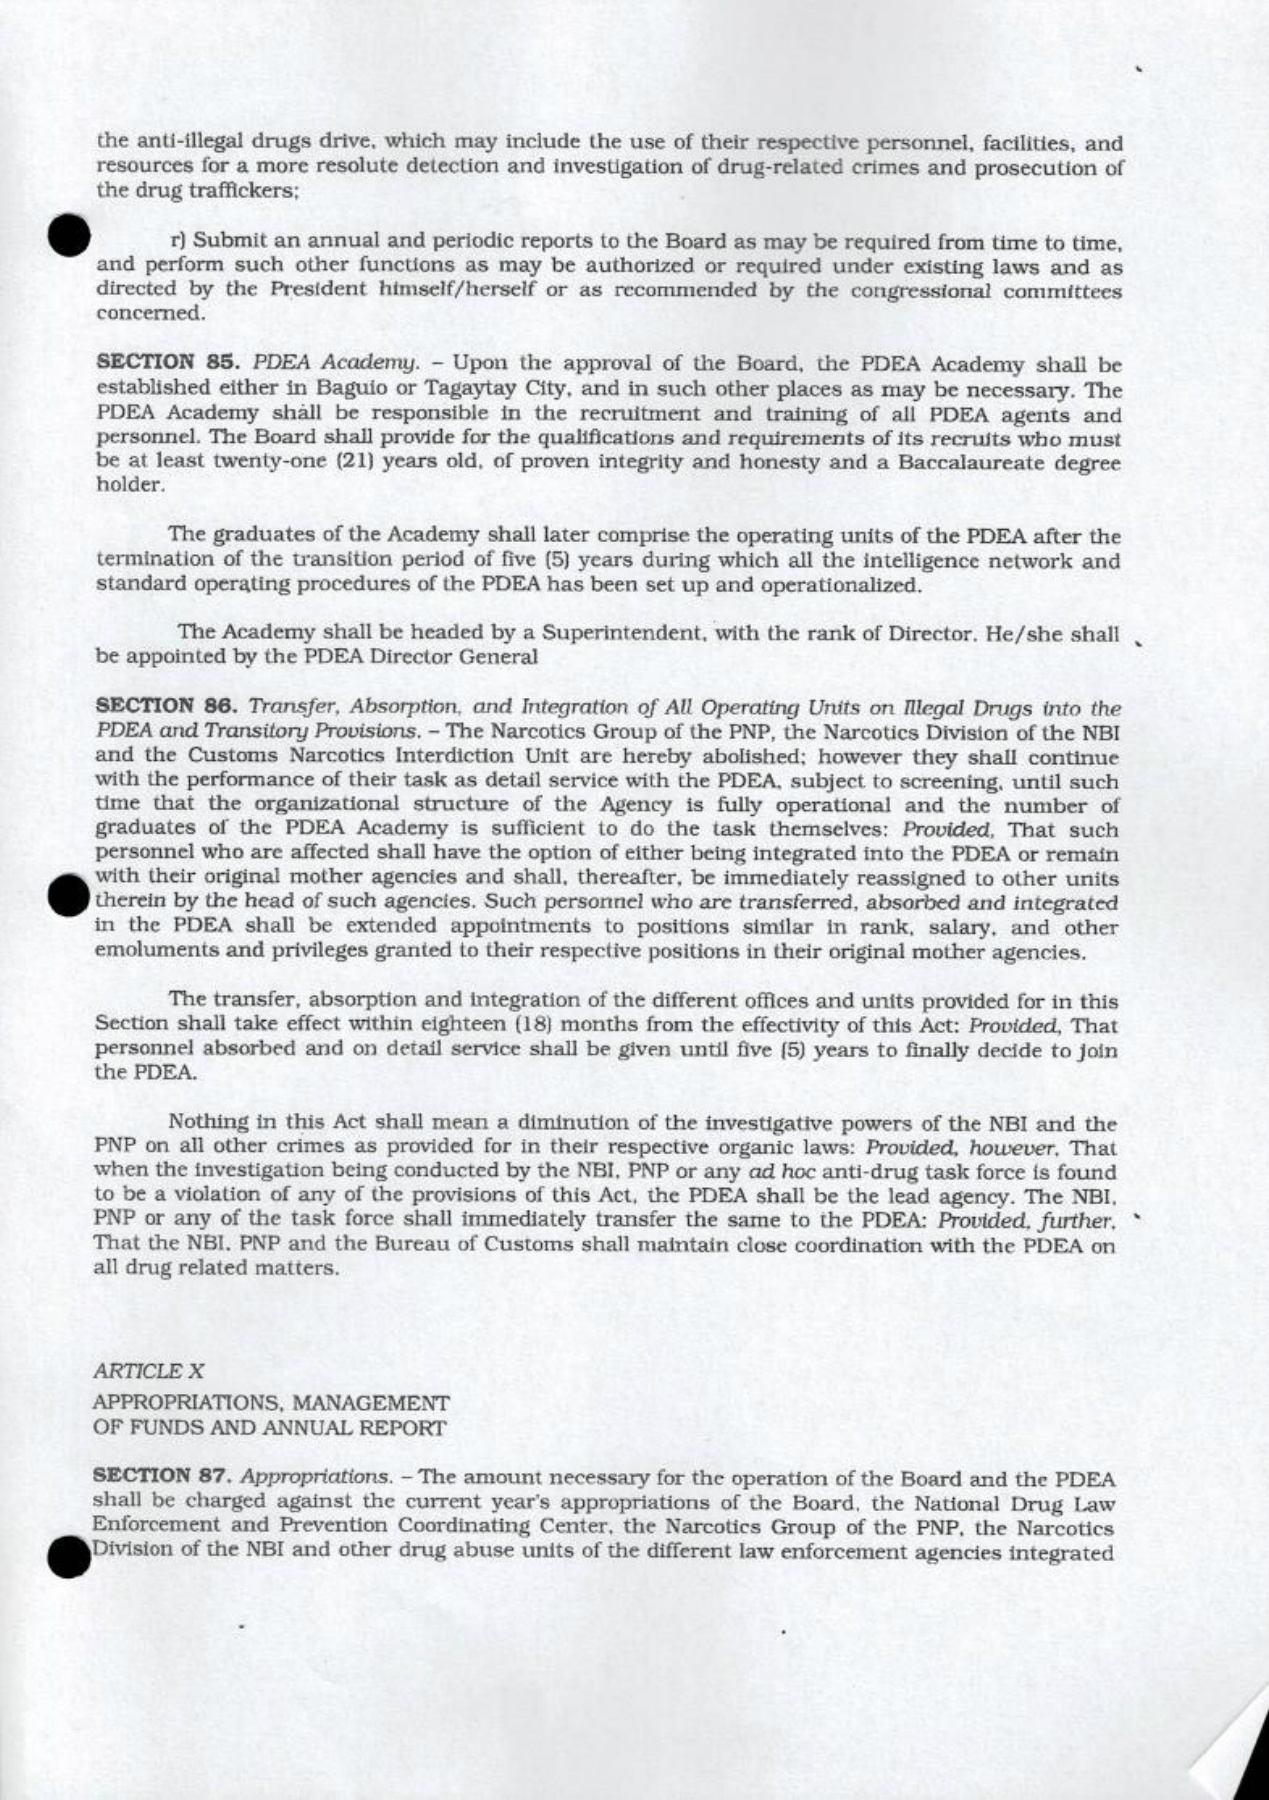 the anti-illegal drugs drive, which may include the use of their respective personnel, facilities, and
resources for a more resolute detection and investigation of drug-related crimes and prosecution of
the drug traffickers;
r) Submit an annual and periodic reports to the Board as may be required from time to time,
and perform such other functions as may be authorized or required under existing laws and as
directed by the President himself/herself or as recommended by the congressional committees
concerned.
SECTION 85. PDEA Academy. – Upon the approval of the Board, the PDEA Academy shall be
established either in Baguio or Tagaytay City, and in such other places as may be necessary. The
PDEA Academy shall be responsible in the recruitment and training of all PDEA agents and
personnel. The Board shall provide for the qualifications and requirements of its recruits who must
be at least twenty-one (21) years old, of proven integrity and honesty and a Baccalaureate degree
holder.
The graduates of the Academy shall later comprise the operating units of the PDEA after the
termination of the transition period of five (5) years during which all the intelligence network and
standard operating procedures of the PDEA has been set up and operationalized.
The Academy shall be headed by a Superintendent, with the rank of Director. He/she shall
be appointed by the PDEA Director General
SECTION 86. Transfer, Absorption, and Integration of All Operating Units on Illegal Drugs into the
PDEA and Transitory Provisions. – The Narcotics Group of the PNP, the Narcotics Division of the NBI
and the Customs Narcotics Interdiction Unit are hereby abolished; however they shall continue
with the performance of their task as detail service with the PDEA, subject to screening, until such
time that the organizational structure of the Agency is fully operational and the number of
graduates of the PDEA Academy is sufficient to do the task themselves: Provided, That such
personnel who are affected shall have the option of either being integrated into the PDEA or remain
with their original mother agencies and shall, thereafter, be immediately reassigned to other units
therein by the head of such agencies. Such personnel who are transferred, absorbed and integrated
in the PDEA shall be extended appointments to positions similar in rank, salary, and other
emoluments and privileges granted to their respective positions in their original mother agencies.
The transfer, absorption and integration of the different offices and units provided for in this
Section shall take effect within eighteen (18) months from the effectivity of this Act: Provided, That
personnel absorbed and on detail service shall be given until five (5) years to finally decide to join
the PDEA.
Nothing in this Act shall mean a diminution of the investigative powers of the NBI and the
PNP on all other crimes as provided for in their respective organic laws: Provided, however, That
when the investigation being conducted by the NBI, PNP or any ad hoc anti-drug task force is found
to be a violation of any of the provisions of this Act, the PDEA shall be the lead agency. The NBI,
PNP or any of the task force shall immediately transfer the same to the PDEA: Provided, further,
That the NBI, PNP and the Bureau of Customs shall maintain close coordination with the PDEA on
all drug related matters.
ARTICLE X
APPROPRIATIONS, MANAGEMENT
OF FUNDS AND ANNUAL REPORT
SECTION 87. Appropriations. – The amount necessary for the operation of the Board and the PDEA
shall be charged against the current year's appropriations of the Board, the National Drug Law
Enforcement and Prevention Coordinating Center, the Narcotics Group of the PNP, the Narcotics
Division of the NBI and other drug abuse units of the different law enforcement agencies integrated